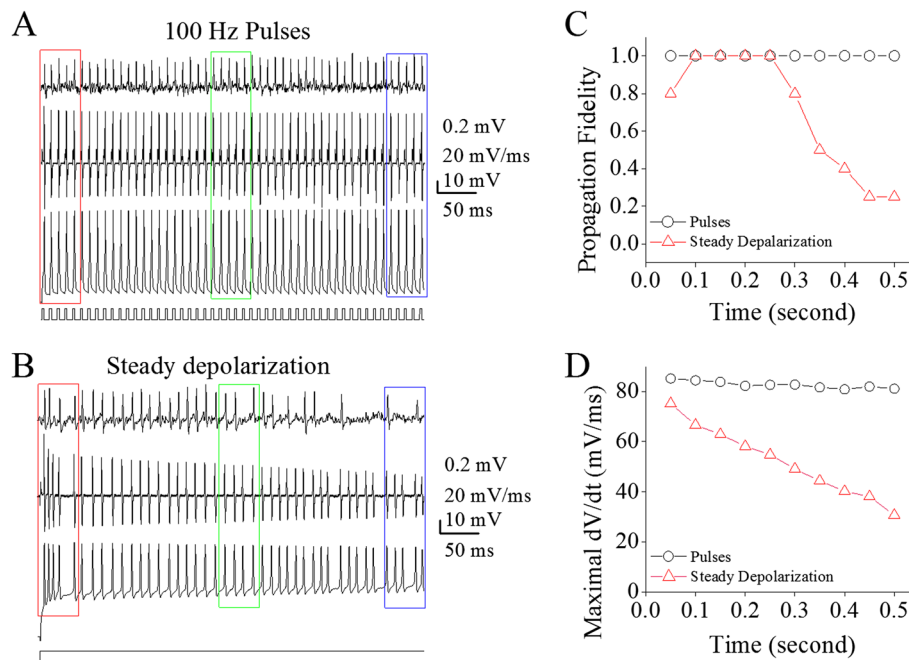 A
100 Hz Pulses
0.2 mV
20 mV/ms
10 mV
50 ms
B
Steady depolarization
0.2 mV
20 mV/ms
10 mV
50 ms
C
Propagation Fidelity
1.0
0.8
0.6
0.4
0.2
0.0
Pulses
Steady Depalarization
0.0 0.1 0.2 0.3 0.4 0.5
Time (second)
D
Maximal dV/dt (mV/ms)
80
60
40
20
0
Pulses
Steady Depolarization
0.0 0.1 0.2 0.3 0.4 0.5
Time (second)